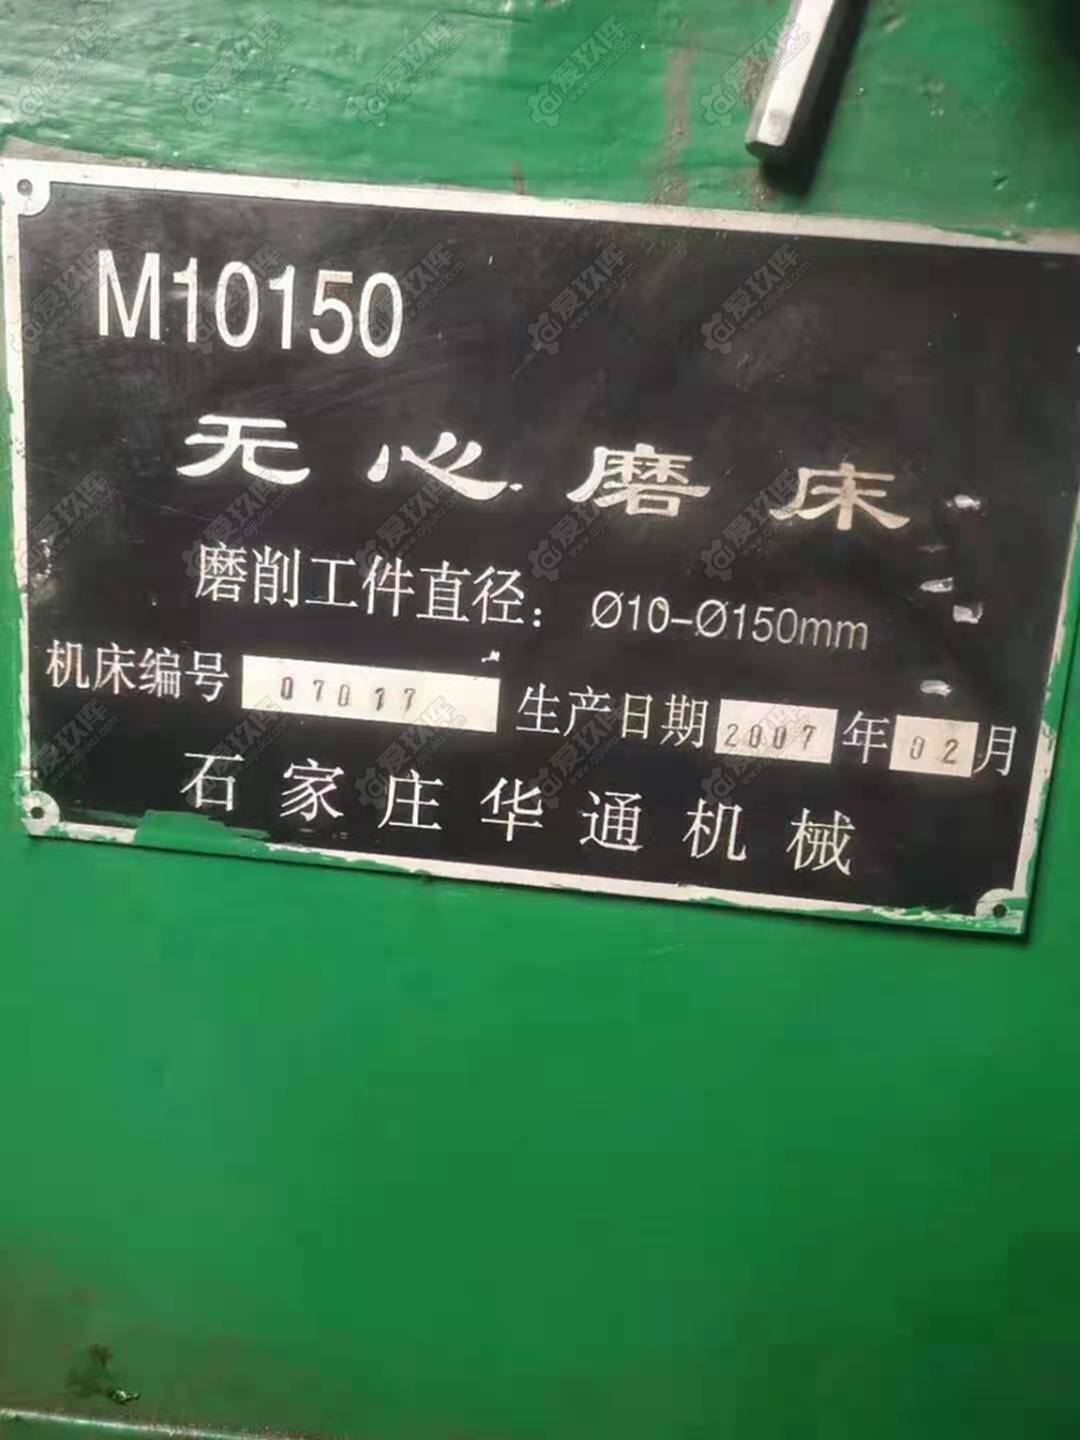 M10150
无心磨床
磨削工件直径: Ø10-Ø150mm
机床编号 07017 生产日期 2007 年 02 月
石家庄华通机械